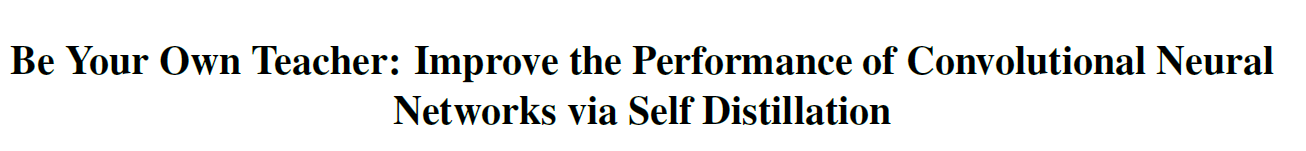 Be Your Own Teacher: Improve the Performance of Convolutional Neural
Networks via Self Distillation